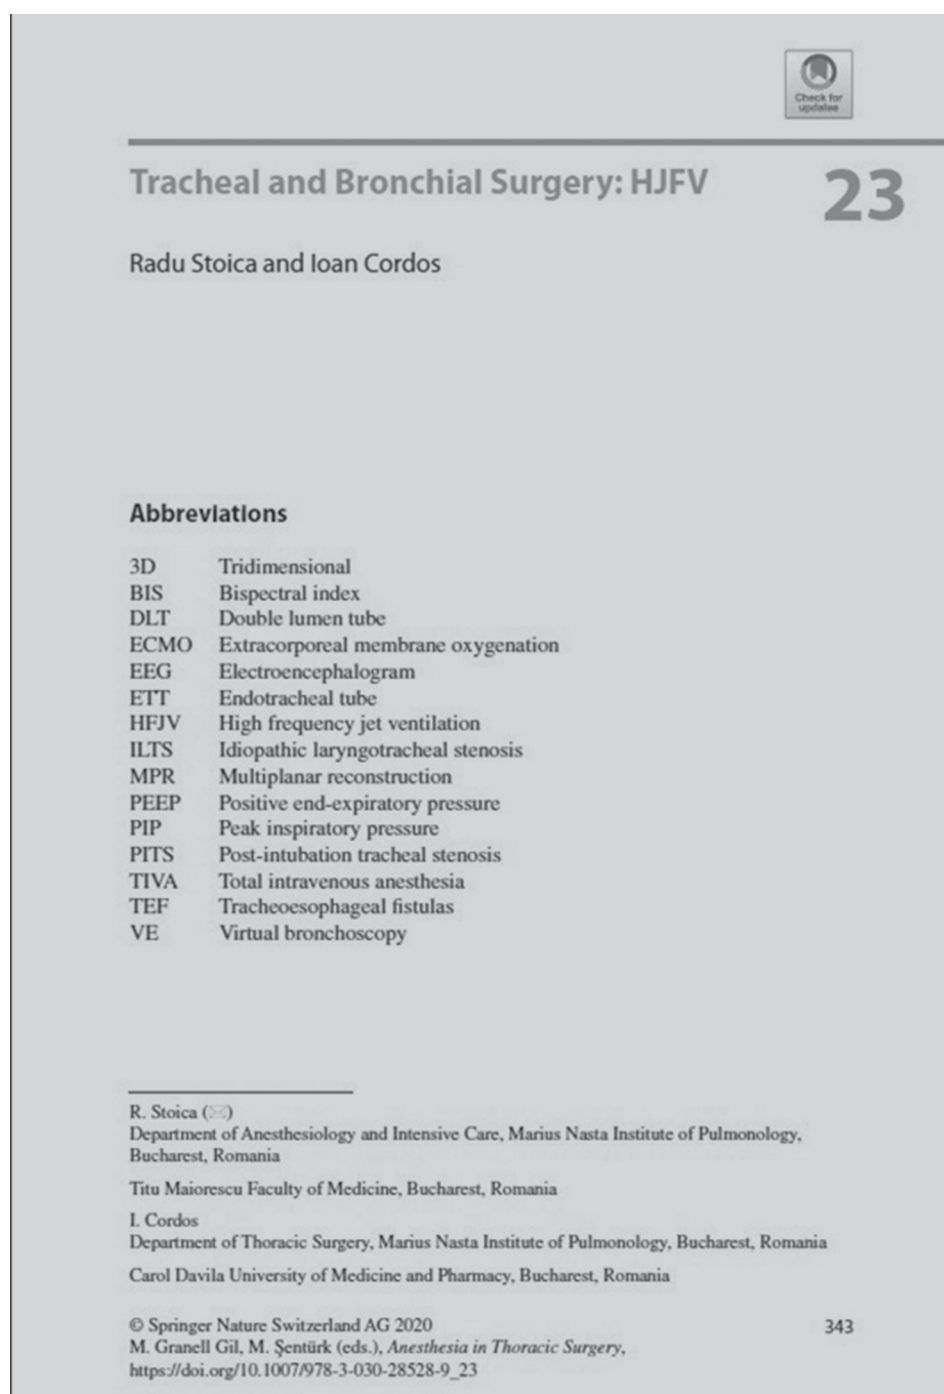 Check for
updates
Tracheal and Bronchial Surgery: HJFV
23
Radu Stoica and Ioan Cordos
Abbreviations
3D Tridimensional
BIS Bispectral index
DLT Double lumen tube
ECMO Extracorporeal membrane oxygenation
EEG Electroencephalogram
ETT Endotracheal tube
HFJV High frequency jet ventilation
ILTS Idiopathic laryngotracheal stenosis
MPR Multiplanar reconstruction
PEEP Positive end-expiratory pressure
PIP Peak inspiratory pressure
PITS Post-intubation tracheal stenosis
TIVA Total intravenous anesthesia
TEF Tracheoesophageal fistulas
VE Virtual bronchoscopy
R. Stoica (✉)
Department of Anesthesiology and Intensive Care, Marius Nasta Institute of Pulmonology,
Bucharest, Romania
Titu Maiorescu Faculty of Medicine, Bucharest, Romania
I. Cordos
Department of Thoracic Surgery, Marius Nasta Institute of Pulmonology, Bucharest, Romania
Carol Davila University of Medicine and Pharmacy, Bucharest, Romania
© Springer Nature Switzerland AG 2020
343
M. Granell Gil, M. Şentürk (eds.), Anesthesia in Thoracic Surgery,
https://doi.org/10.1007/978-3-030-28528-9_23